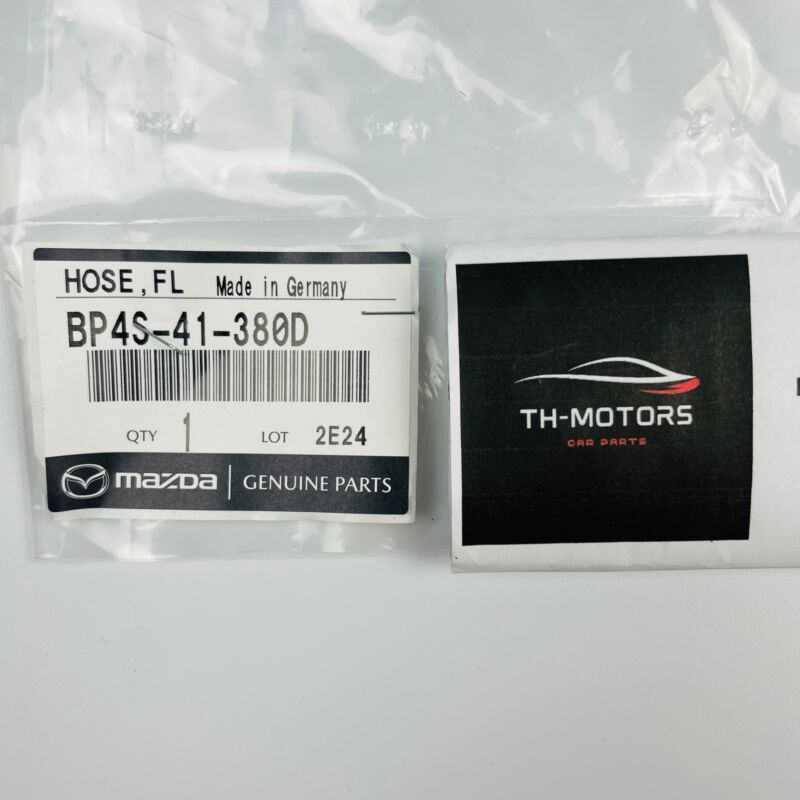 HOSE,FL Made in Germany
BP4S-41-380D
QTY 1 LOT 2E24
mazda GENUINE PARTS
TH-MOTORS
CAR PARTS